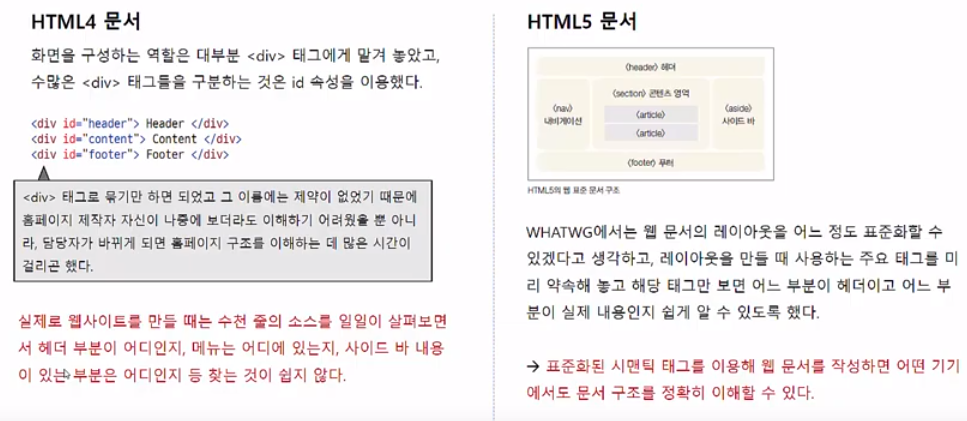 HTML4 문서
화면을 구성하는 역할은 대부분 <div> 태그에게 맡겨 놓았고,
수많은 <div> 태그들을 구분하는 것은 id 속성을 이용했다.
<div id="header"> Header </div>
<div id="content"> Content </div>
<div id="footer"> Footer </div>
<div> 태그로 묶기만 하면 되었고 그 이름에는 제약이 없었기 때문에
홈페이지 제작자 자신이 나중에 보더라도 이해하기 어려웠을 뿐 아니
라, 담당자가 바뀌게 되면 홈페이지 구조를 이해하는 데 많은 시간이
걸리곤 했다.
실제로 웹사이트를 만들 때는 수천 줄의 소스를 일일이 살펴보면
서 헤더 부분이 어디인지, 메뉴는 어디에 있는지, 사이드 바 내용
이 있는 부분은 어디인지 등 찾는 것이 쉽지 않다.
HTML5 문서
<header> 헤더
<nav>
내비게이션
<section> 콘텐츠 영역
<article>
<article>
<aside>
사이드 바
<footer> 푸터
HTML5의 웹 표준 문서 구조
WHATWG에서는 웹 문서의 레이아웃을 어느 정도 표준화할 수
있겠다고 생각하고, 레이아웃을 만들 때 사용하는 주요 태그를 미
리 약속해 놓고 해당 태그만 보면 어느 부분이 헤더이고 어느 부
분이 실제 내용인지 쉽게 알 수 있도록 했다.
→ 표준화된 시맨틱 태그를 이용해 웹 문서를 작성하면 어떤 기기
에서도 문서 구조를 정확히 이해할 수 있다.